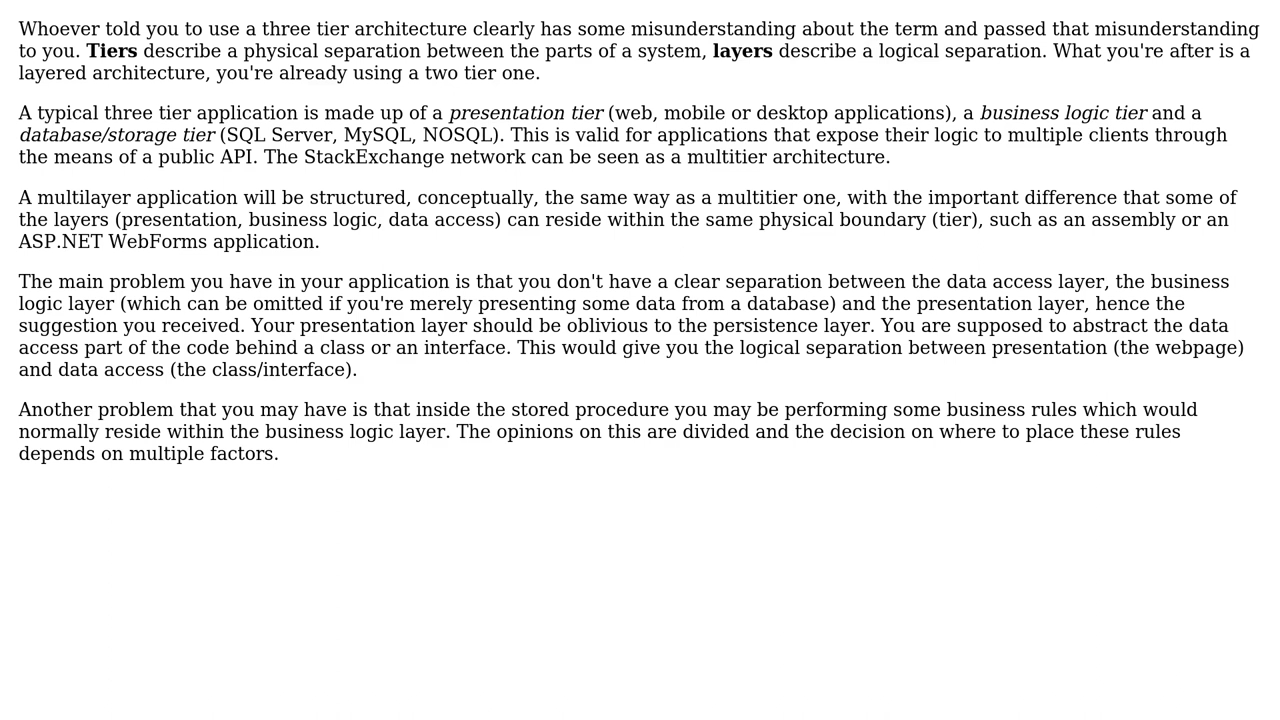 Whoever told you to use a three tier architecture clearly has some misunderstanding about the term and passed that misunderstanding
to you. Tiers describe a physical separation between the parts of a system, layers describe a logical separation. What you're after is a
layered architecture, you're already using a two tier one.
A typical three tier application is made up of a presentation tier (web, mobile or desktop applications), a business logic tier and a
database/storage tier (SQL Server, MySQL, NOSQL). This is valid for applications that expose their logic to multiple clients through
the means of a public API. The StackExchange network can be seen as a multitier architecture.
A multilayer application will be structured, conceptually, the same way as a multitier one, with the important difference that some of
the layers (presentation, business logic, data access) can reside within the same physical boundary (tier), such as an assembly or an
ASP.NET WebForms application.
The main problem you have in your application is that you don't have a clear separation between the data access layer, the business
logic layer (which can be omitted if you're merely presenting some data from a database) and the presentation layer, hence the
suggestion you received. Your presentation layer should be oblivious to the persistence layer. You are supposed to abstract the data
access part of the code behind a class or an interface. This would give you the logical separation between presentation (the webpage)
and data access (the class/interface).
Another problem that you may have is that inside the stored procedure you may be performing some business rules which would
normally reside within the business logic layer. The opinions on this are divided and the decision on where to place these rules
depends on multiple factors.